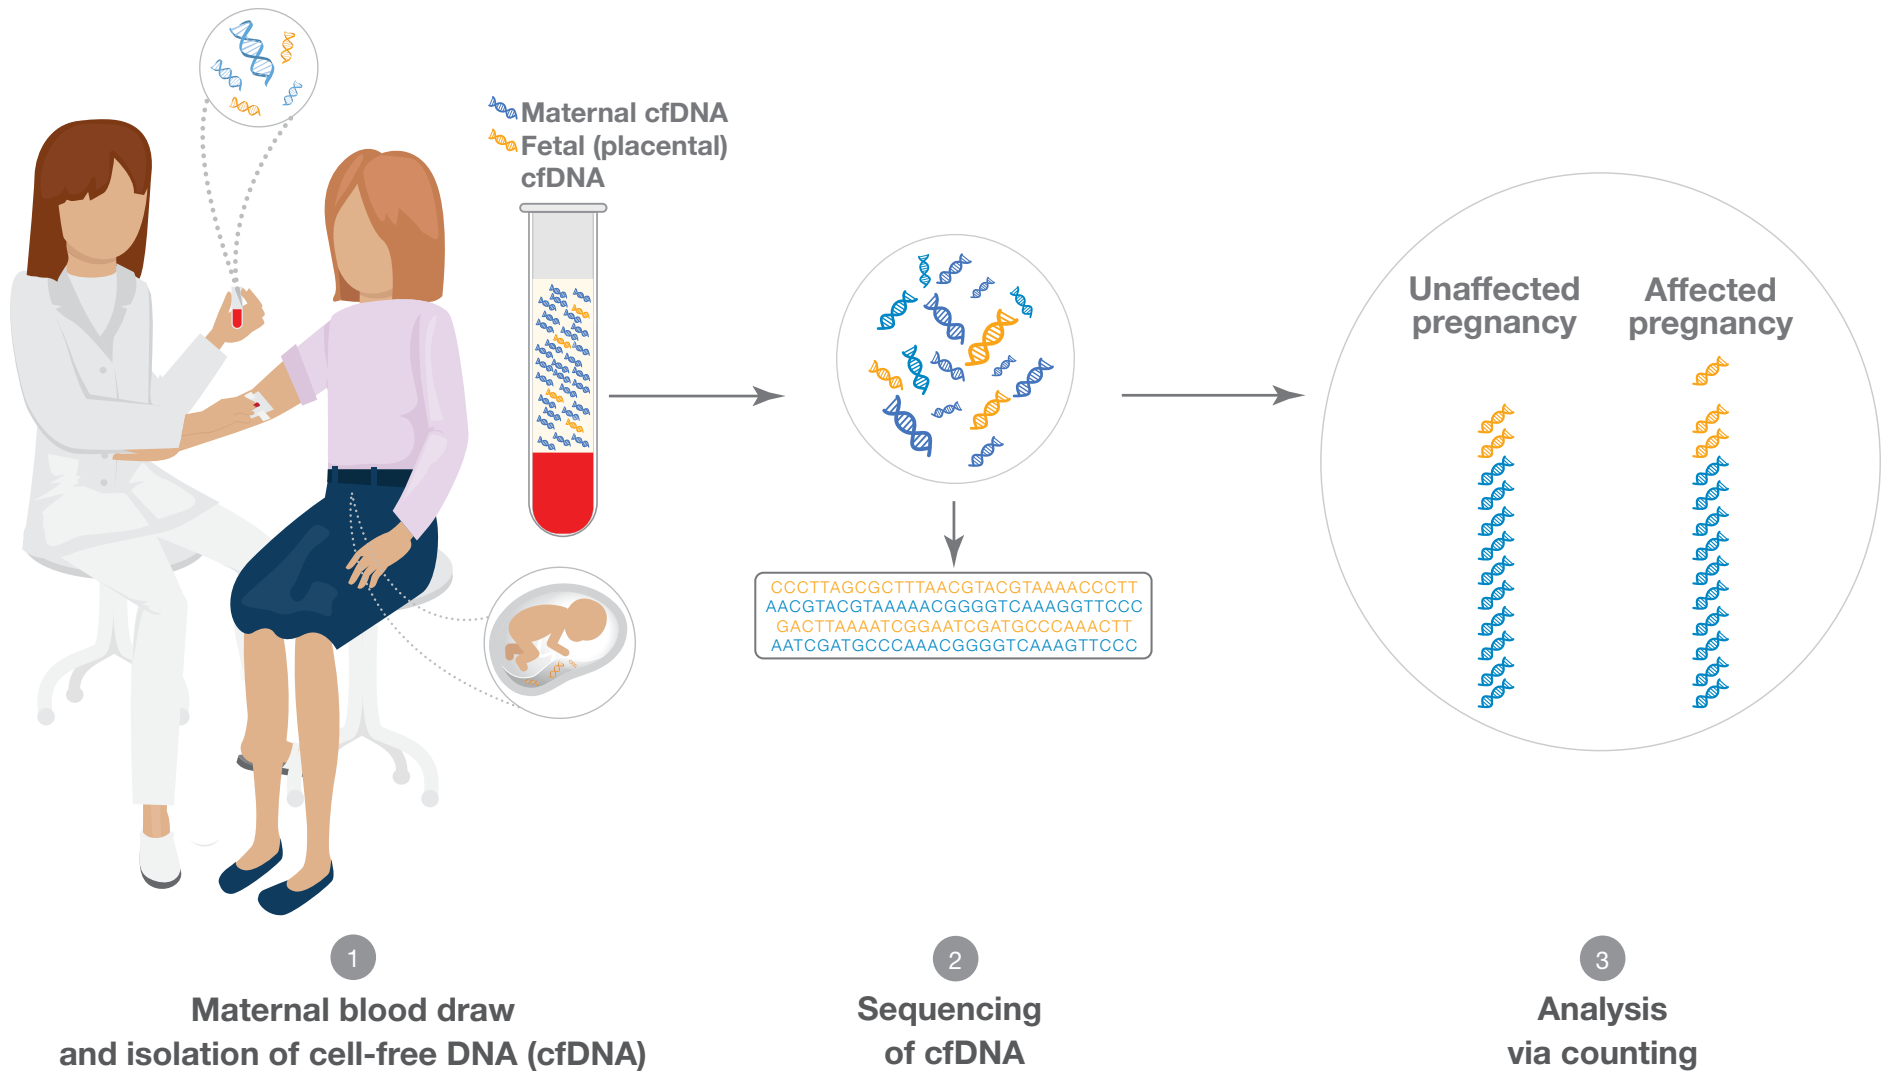 Maternal cfDNA
Fetal (placental)
cfDNA
CCCTTAGCGCTTTAACGTACGTAAAACCCTT
AACGTACGTAAAAACGGGGTCAAAGGTTCCC
GACTTAAAATCGGAATCGATGCCCAAACTT
AATCGATGCCCAAACGGGGTCAAAGTTCCC
Unaffected
pregnancy
Affected
pregnancy
1
Maternal blood draw
and isolation of cell-free DNA (cfDNA)
2
Sequencing
of cfDNA
3
Analysis
via counting